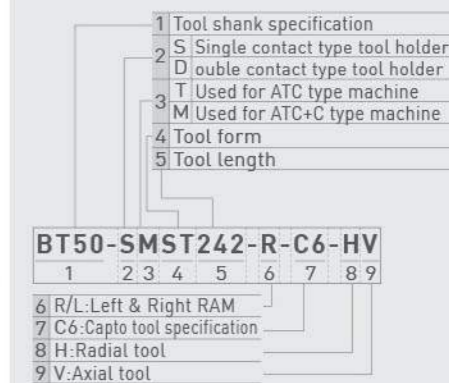 1 Tool shank specification
2 S Single contact type tool holder
D ouble contact type tool holder
3 T Used for ATC type machine
M Used for ATC+C type machine
4 Tool form
5 Tool length
BT50-SMST242-R-C6-HV
1 2 3 4 5 6 7 8 9
6 R/L:Left & Right RAM
7 C6:Capto tool specification
8 H:Radial tool
9 V:Axial tool